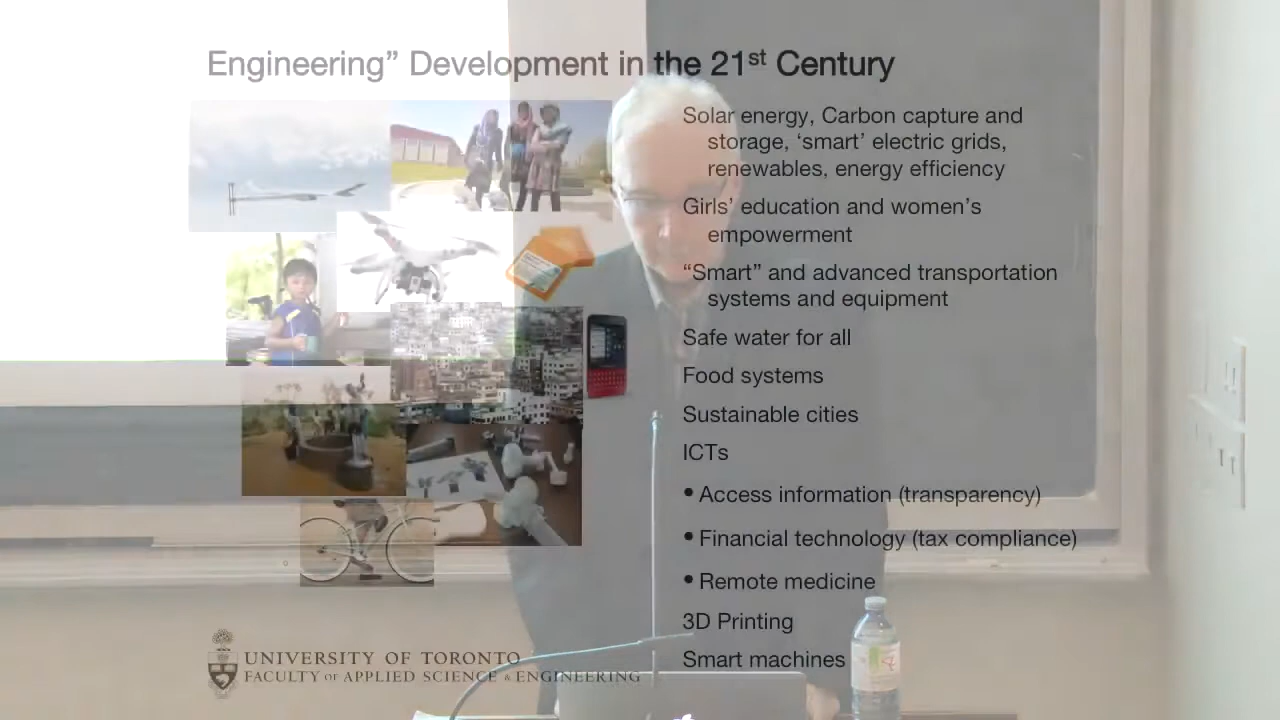 Engineering” Development in the 21st Century
Solar energy, Carbon capture and
storage, ‘smart’ electric grids,
renewables, energy efficiency
Girls’ education and women’s
empowerment
“Smart” and advanced transportation
systems and equipment
Safe water for all
Food systems
Sustainable cities
ICTs
• Access information (transparency)
• Financial technology (tax compliance)
• Remote medicine
3D Printing
Smart machines
UNIVERSITY OF TORONTO
FACULTY OF APPLIED SCIENCE & ENGINEERING